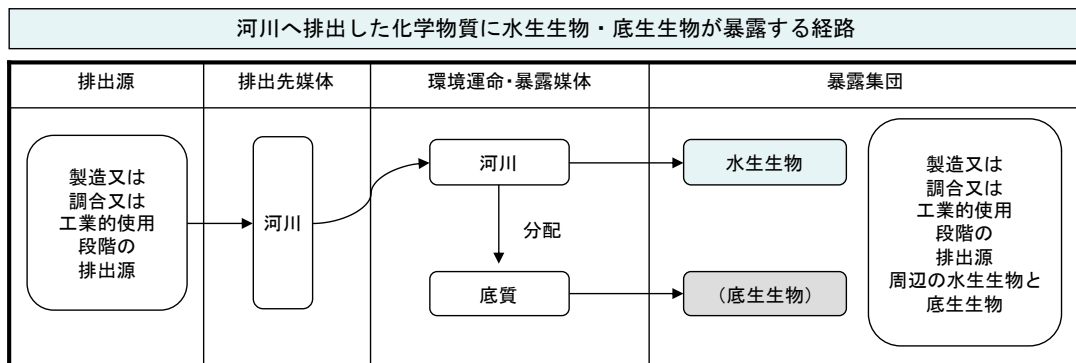 河川へ排出した化学物質に水生生物・底生生物が暴露する経路
排出源
排出先媒体
環境運命・暴露媒体
暴露集団
製造又は
調合又は
工業的使用
段階の
排出源
河川
河川
分配
底質
水生生物
（底生生物）
製造又は
調合又は
工業的使用
段階の
排出源
周辺の水生生物と
底生生物